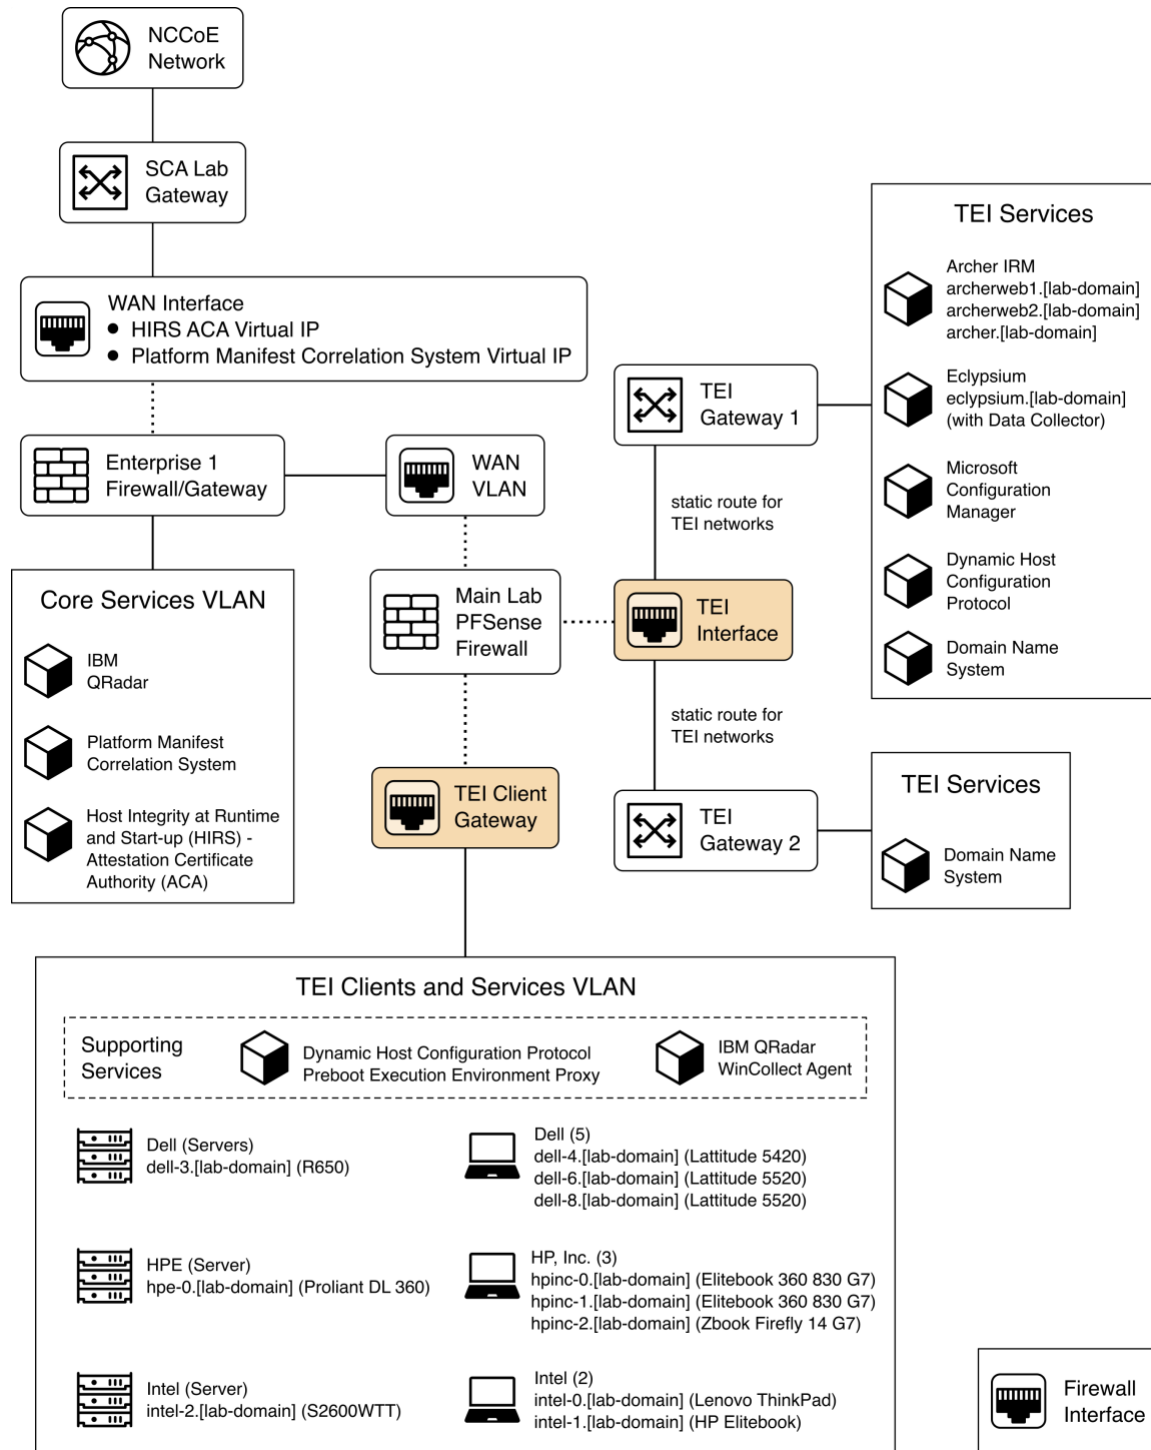 NCCoE
Network
SCA Lab
Gateway
WAN Interface
● HIRS ACA Virtual IP
● Platform Manifest Correlation System Virtual IP
Enterprise 1
Firewall/Gateway
WAN
VLAN
Core Services VLAN
IBM
QRadar
Platform Manifest
Correlation System
Host Integrity at Runtime
and Start-up (HIRS) -
Attestation Certificate
Authority (ACA)
Main Lab
PFSense
Firewall
TEI Client
Gateway
TEI
Gateway 1
static route for
TEI networks
TEI
Interface
static route for
TEI networks
TEI
Gateway 2
TEI Services
Archer IRM
archerweb1.[lab-domain]
archerweb2.[lab-domain]
archer.[lab-domain]
Eclypsium
eclypsium.[lab-domain]
(with Data Collector)
Microsoft
Configuration
Manager
Dynamic Host
Configuration
Protocol
Domain Name
System
TEI Services
Domain Name
System
TEI Clients and Services VLAN
Supporting
Services
Dynamic Host Configuration Protocol
Preboot Execution Environment Proxy
IBM QRadar
WinCollect Agent
Dell (Servers)
dell-3.[lab-domain] (R650)
Dell (5)
dell-4.[lab-domain] (Lattitude 5420)
dell-6.[lab-domain] (Lattitude 5520)
dell-8.[lab-domain] (Lattitude 5520)
HPE (Server)
hpe-0.[lab-domain] (Proliant DL 360)
HP, Inc. (3)
hpinc-0.[lab-domain] (Elitebook 360 830 G7)
hpinc-1.[lab-domain] (Elitebook 360 830 G7)
hpinc-2.[lab-domain] (Zbook Firefly 14 G7)
Intel (Server)
intel-2.[lab-domain] (S2600WTT)
Intel (2)
intel-0.[lab-domain] (Lenovo ThinkPad)
intel-1.[lab-domain] (HP Elitebook)
Firewall
Interface